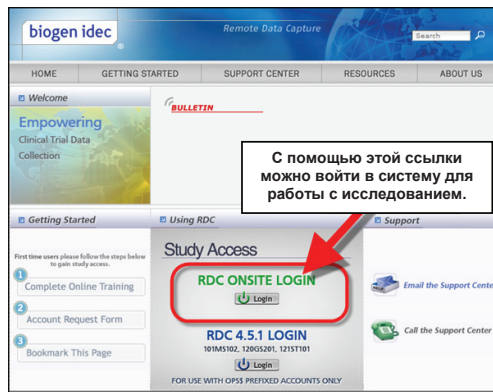 biogen idec
®
Remote Data Capture
Search
HOME GETTING STARTED SUPPORT CENTER RESOURCES ABOUT US
Welcome
Empowering
Clinical Trial Data
Collection
BULLETIN
С помощью этой ссылки
можно войти в систему для
работы с исследованием.
Getting Started
First time users please follow the steps below
to gain study access.
1
Complete Online Training
2
Account Request Form
3
Bookmark This Page
Using RDC
Study Access
RDC ONSITE LOGIN
Login
RDC 4.5.1 LOGIN
101MS102, 120GS201, 121ST101
Login
FOR USE WITH OPS$ PREFIXED ACCOUNTS ONLY
Support
Email the Support Cente
Call the Support Center